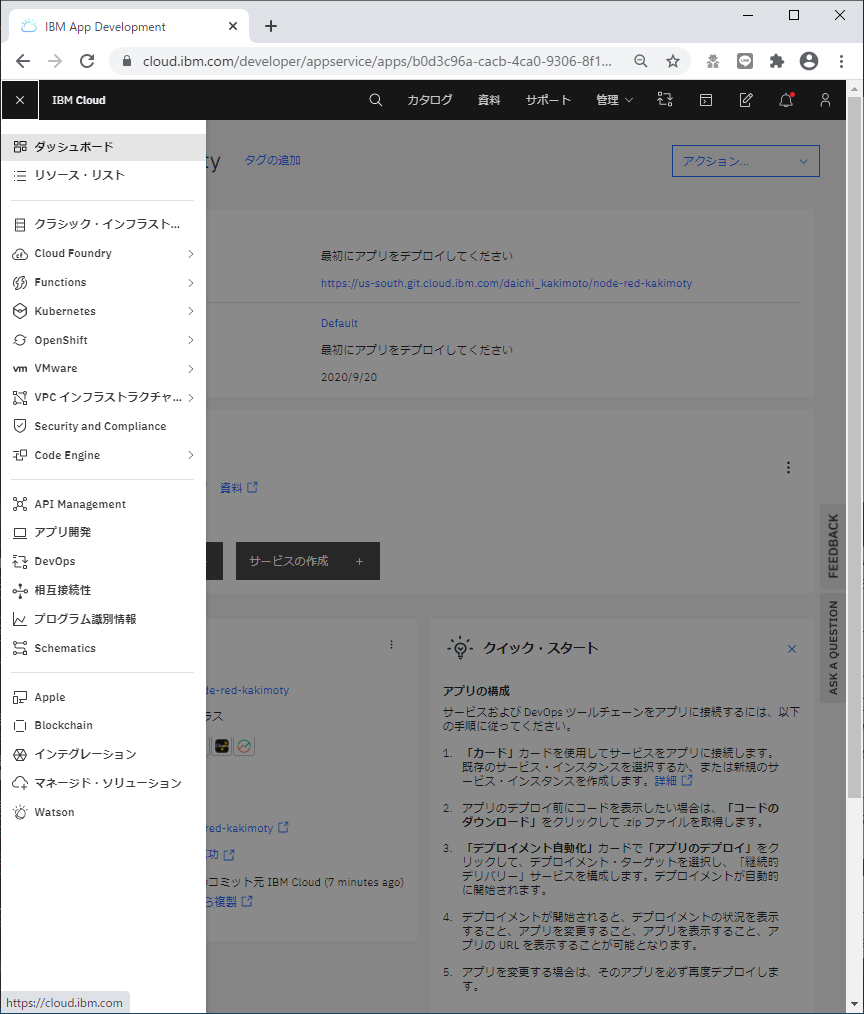 IBM App Development
cloud.ibm.com/developer/appservice/apps/b0d3c96a-cacb-4ca0-9306-8f1...
IBM Cloud
カタログ
資料
サポート
管理
ダッシュボード
リソース・リスト
クラシック・インフラスト...
Cloud Foundry
Functions
Kubernetes
OpenShift
VMware
VPC インフラストラクチャ...
Security and Compliance
Code Engine
API Management
アプリ開発
DevOps
相互接続性
プログラム識別情報
Schematics
Apple
Blockchain
インテグレーション
マネージド・ソリューション
Watson
https://cloud.ibm.com
ty
タグの追加
アクション...
最初にアプリをデプロイしてください
https://us-south.git.cloud.ibm.com/daichi_kakimoto/node-red-kakimoty
Default
最初にアプリをデプロイしてください
2020/9/20
資料
サービスの作成 +
de-red-kakimoty
ラス
red-kakimoty
功
のコミット元 IBM Cloud (7 minutes ago)
ら複製
クイック・スタート
アプリの構成
サービスおよび DevOps ツールチェーンをアプリに接続するには、以下
の手順に従ってください。
1. 「カード」カードを使用してサービスをアプリに接続します。
既存のサービス・インスタンスを選択するか、または新規のサ
ービス・インスタンスを作成します。詳細
2. アプリのデプロイ前にコードを表示したい場合は、「コードの
ダウンロード」をクリックして .zip ファイルを取得します。
3. 「デプロイメント自動化」カードで「アプリのデプロイ」をク
リックして、デプロイメント・ターゲットを選択し、「継続的
デリバリー」サービスを構成します。デプロイメントが自動的
に開始されます。
4. デプロイメントが開始されると、デプロイメントの状況を表示
すること、アプリを変更すること、アプリを表示すること、ア
プリの URL を表示することが可能となります。
5. アプリを変更する場合は、そのアプリを必ず再度デプロイしま
す。
FEEDBACK
ASK A QUESTION